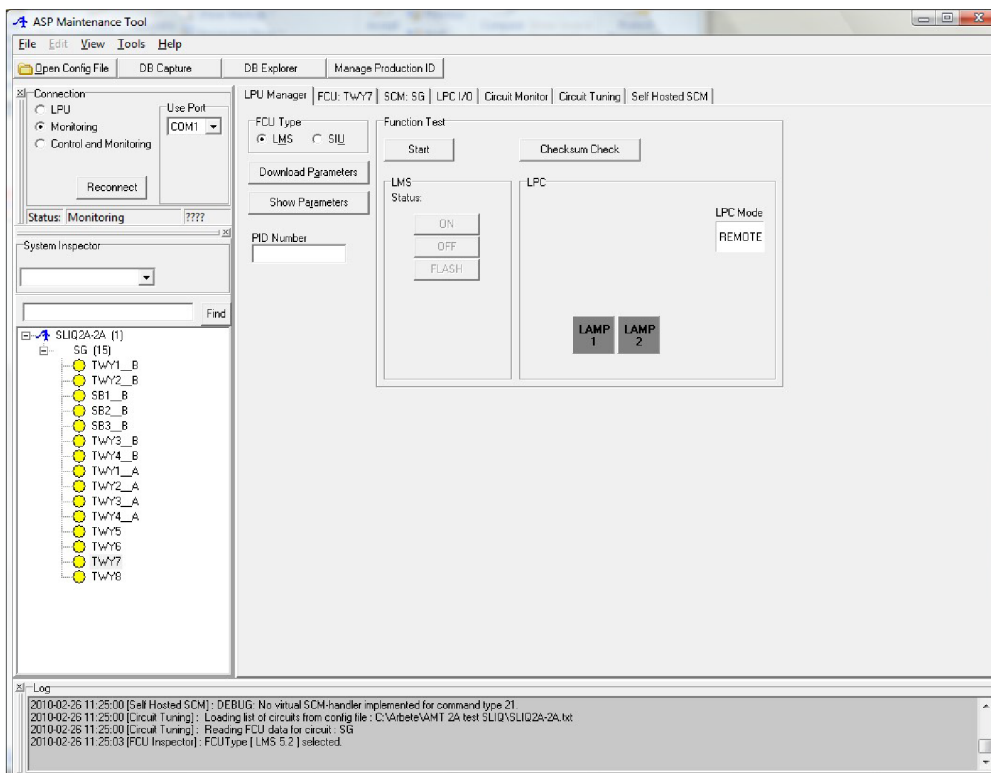 ASP Maintenance Tool
File Edit View Tools Help
Open Config File DB Capture DB Explorer Manage Production ID
Connection
LPU
Monitoring
Control and Monitoring
Use Port
COM1
Reconnect
Status: Monitoring ????
System Inspector
Find
SLIQ2A-2A (1)
SG (15)
TWY1__B
TWY2__B
SB1__B
SB2__B
SB3__B
TWY3__B
TWY4__B
TWY1__A
TWY2__A
TWY3__A
TWY4__A
TWY5
TWY6
TWY7
TWY8
LPU Manager FCU: TWY7 SCM: SG LPC I/O Circuit Monitor Circuit Tuning Self Hosted SCM
FCU Type
LMS SIU
Download Parameters
Show Parameters
PID Number
Function Test
Start Checksum Check
LMS
Status:
ON
OFF
FLASH
LPC
LPC Mode
REMOTE
LAMP 1
LAMP 2
Log
2010-02-26 11:25:00 [Self Hosted SCM] : DEBUG: No virtual SCM-handler implemented for command type 21.
2010-02-26 11:25:00 [Circuit Tuning] : Loading list of circuits from config file : C:\Arbete\AMT 2A test SLIQ\SLIQ2A-2A.txt
2010-02-26 11:25:00 [Circuit Tuning] : Reading FCU data for circuit : SG
2010-02-26 11:25:03 [FCU Inspector] : FCUType [ LMS 5.2 ] selected.